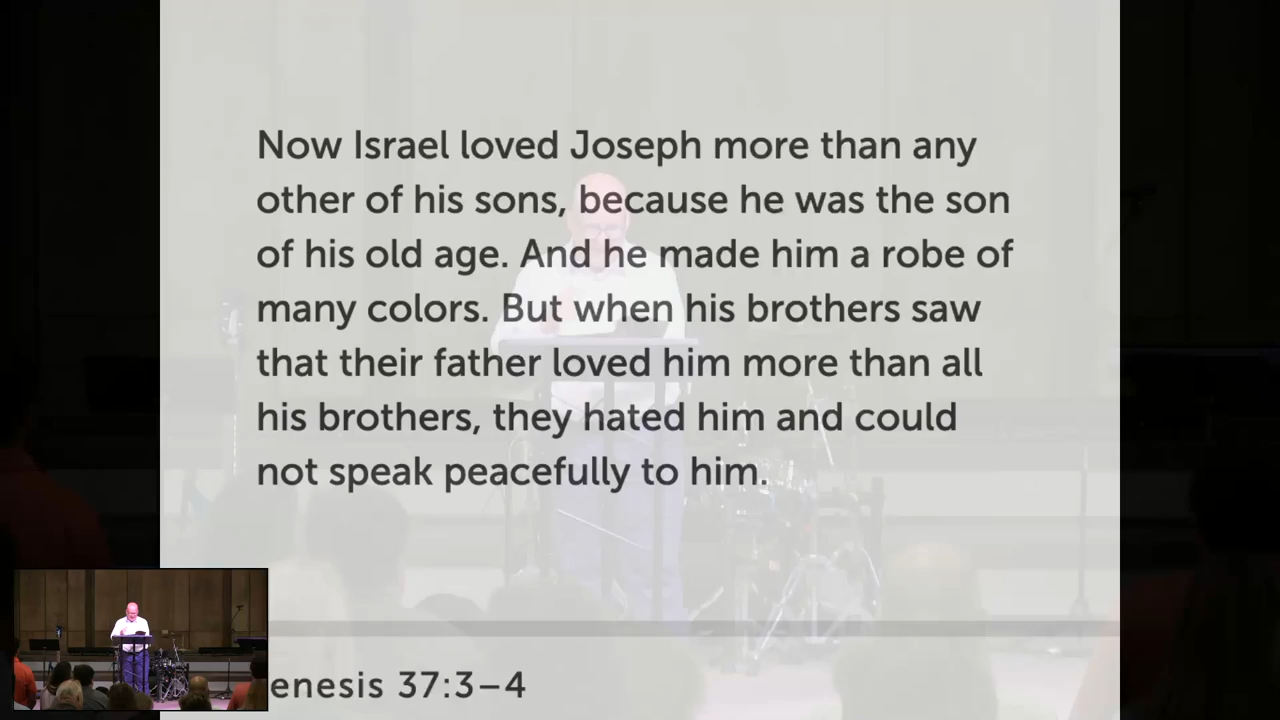 Now Israel loved Joseph more than any
other of his sons, because he was the son
of his old age. And he made him a robe of
many colors. But when his brothers saw
that their father loved him more than all
his brothers, they hated him and could
not speak peacefully to him.
enesis 37:3–4